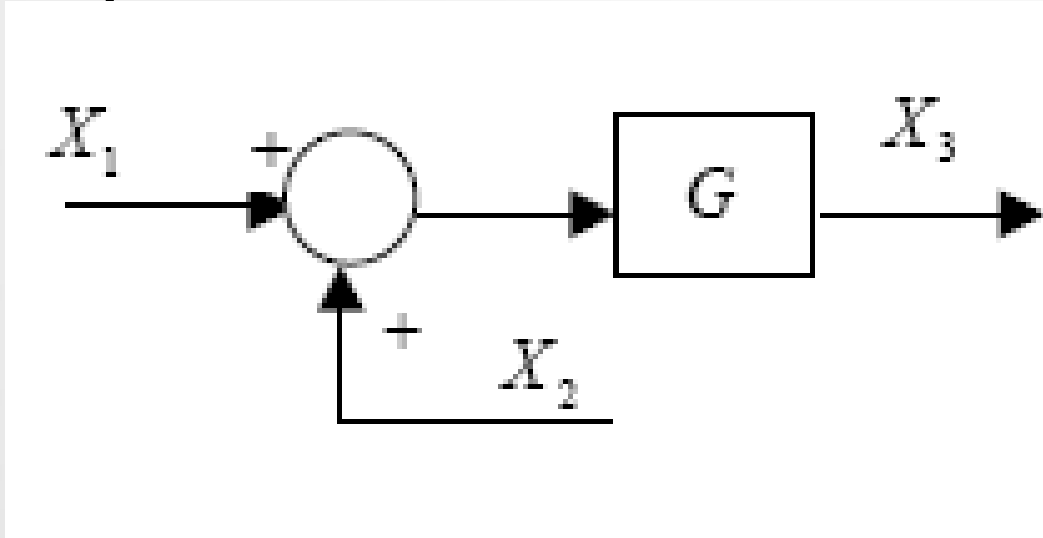 X₁
+
G
X₃
+
X₂